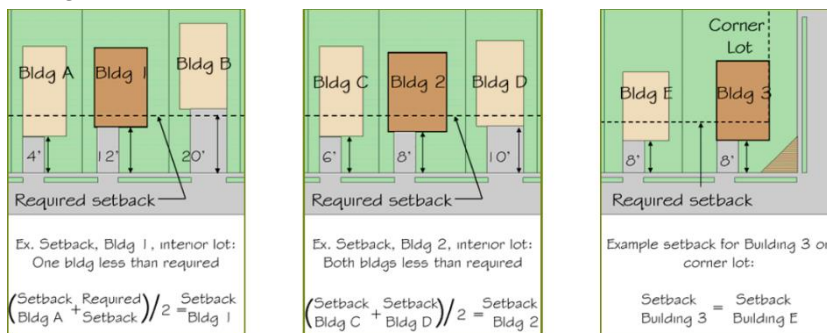 Bldg A
Bldg 1
Bldg B
4'
12'
20'
Required setback
Ex. Setback, Bldg 1, interior lot:
One bldg less than required
(Setback Bldg A + Required Setback)/2 = Setback Bldg 1
Bldg C
Bldg 2
Bldg D
6'
8'
10'
Required setback
Ex. Setback, Bldg 2, interior lot:
Both bldgs less than required
(Setback Bldg C + Setback Bldg D)/2 = Setback Bldg 2
Corner
Lot
Bldg E
Bldg 3
8'
8'
Required setback
Example setback for Building 3 on
corner lot:
Setback Building 3 = Setback Building E